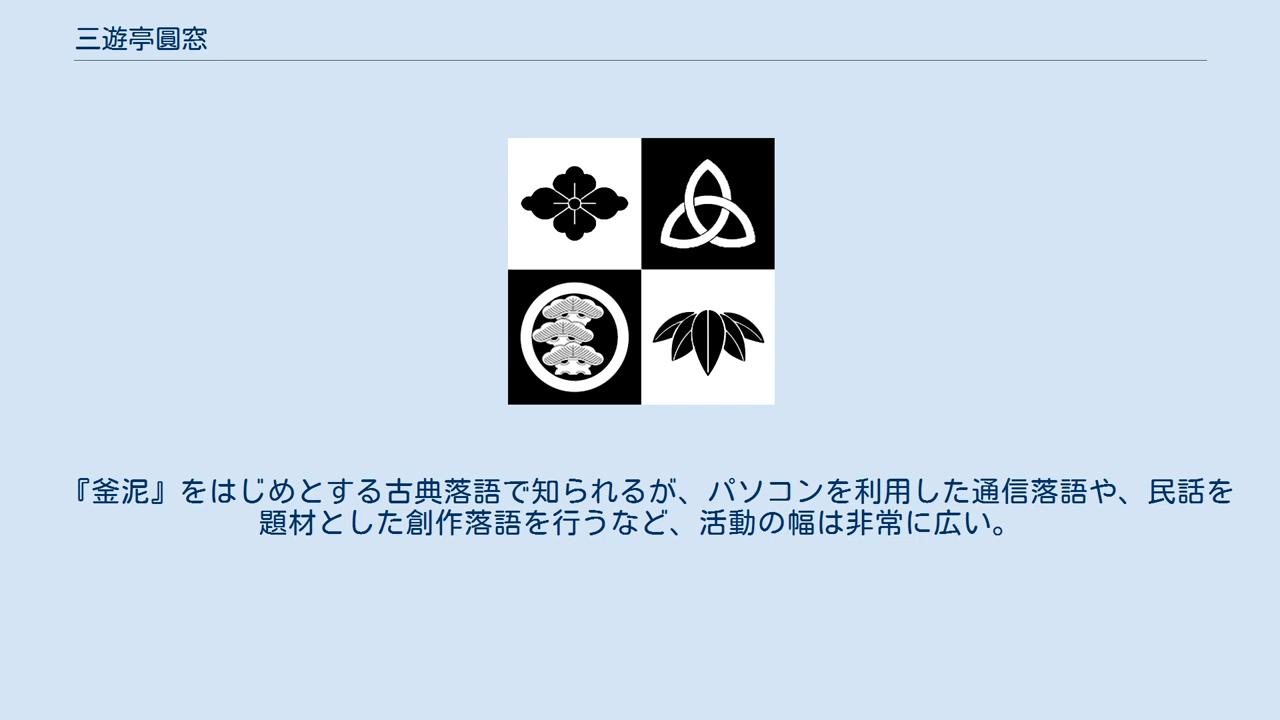 三遊亭圓窓
『釜泥』をはじめとする古典落語で知られるが、パソコンを利用した通信落語や、民話を
題材とした創作落語を行うなど、活動の幅は非常に広い。